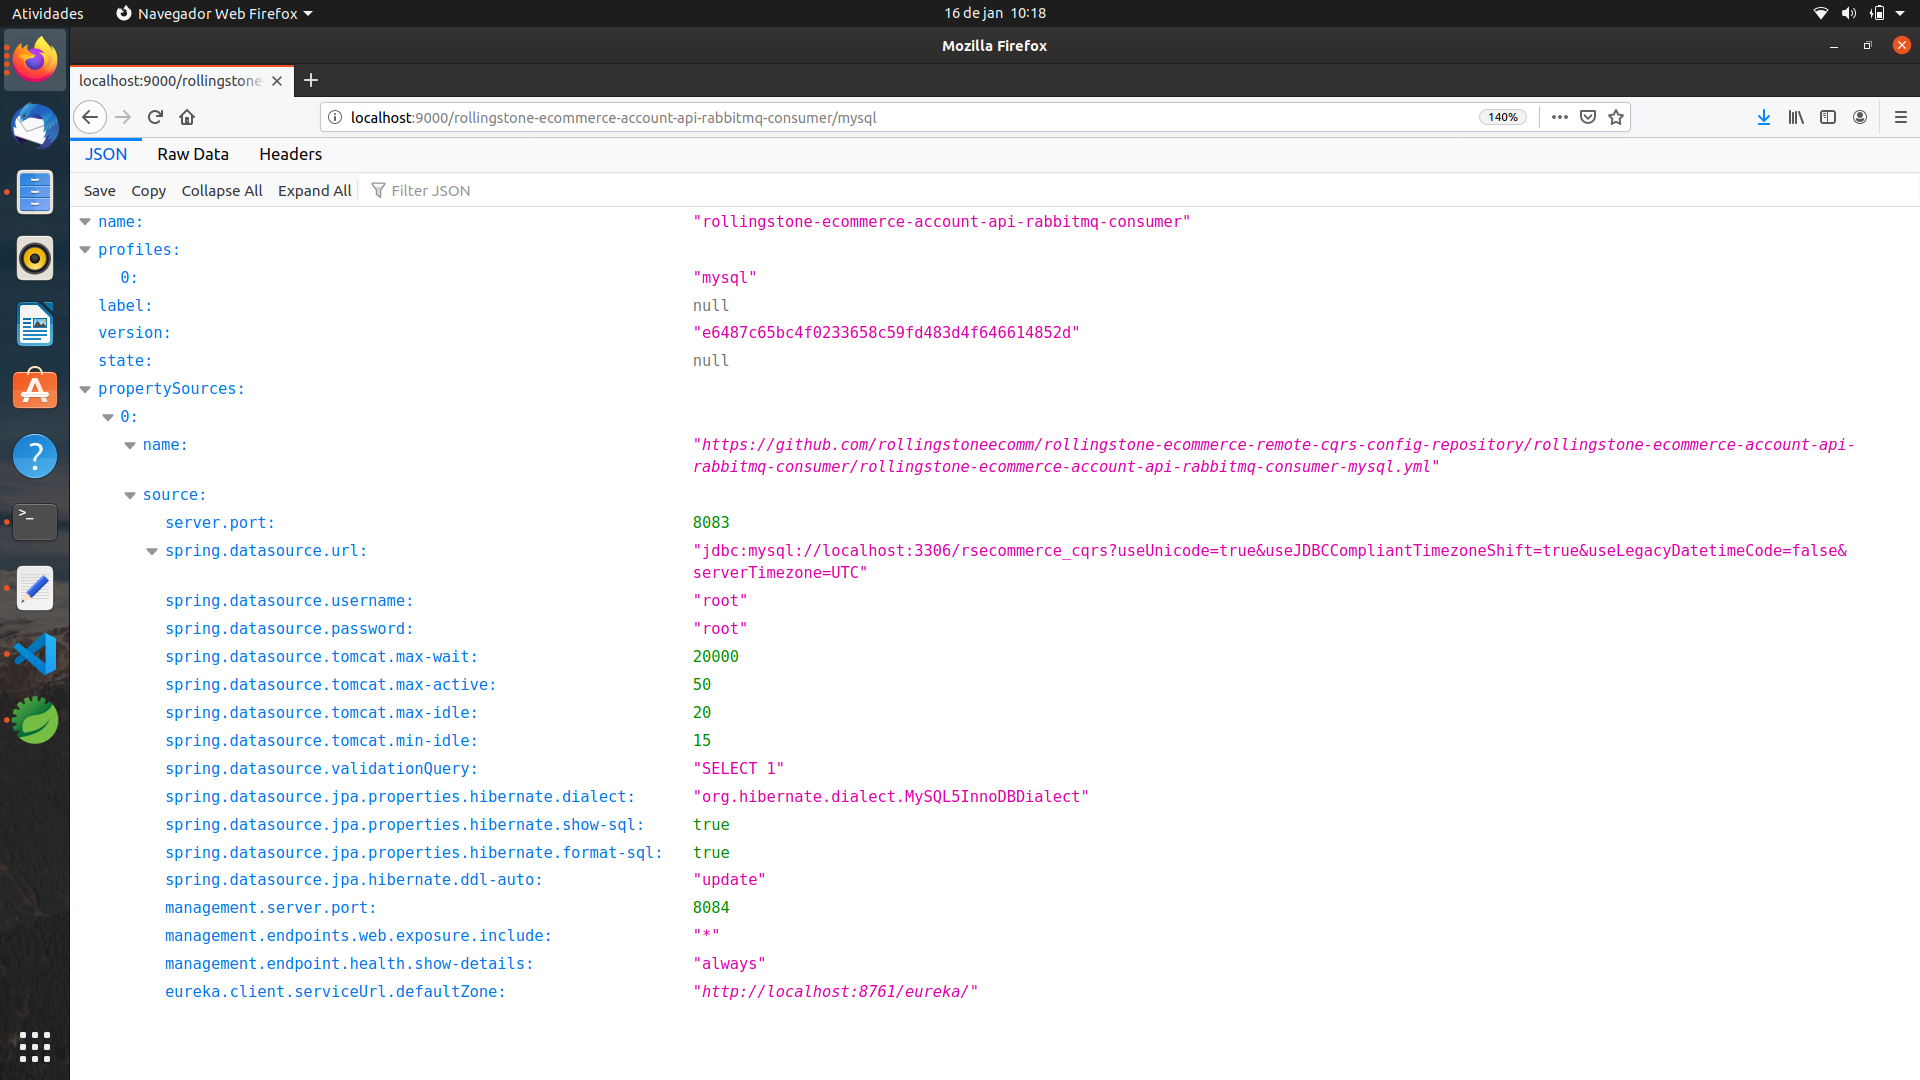 Atividades Navegador Web Firefox 16 de jan 10:18
Mozilla Firefox
localhost:9000/rollingstone
localhost:9000/rollingstone-ecommerce-account-api-rabbitmq-consumer/mysql 140%
JSON Raw Data Headers
Save Copy Collapse All Expand All Filter JSON
name: "rollingstone-ecommerce-account-api-rabbitmq-consumer"
profiles:
0: "mysql"
label: null
version: "e6487c65bc4f0233658c59fd483d4f646614852d"
state: null
propertySources:
0:
name: "https://github.com/rollingstoneecomm/rollingstone-ecommerce-remote-cqrs-config-repository/rollingstone-ecommerce-account-api-
rabbitmq-consumer/rollingstone-ecommerce-account-api-rabbitmq-consumer-mysql.yml"
source:
server.port: 8083
spring.datasource.url: "jdbc:mysql://localhost:3306/rsecommerce_cqrs?useUnicode=true&useJDBCCompliantTimezoneShift=true&useLegacyDatetimeCode=false&
serverTimezone=UTC"
spring.datasource.username: "root"
spring.datasource.password: "root"
spring.datasource.tomcat.max-wait: 20000
spring.datasource.tomcat.max-active: 50
spring.datasource.tomcat.max-idle: 20
spring.datasource.tomcat.min-idle: 15
spring.datasource.validationQuery: "SELECT 1"
spring.datasource.jpa.properties.hibernate.dialect: "org.hibernate.dialect.MySQL5InnoDBDialect"
spring.datasource.jpa.properties.hibernate.show-sql: true
spring.datasource.jpa.properties.hibernate.format-sql: true
spring.datasource.jpa.hibernate.ddl-auto: "update"
management.server.port: 8084
management.endpoints.web.exposure.include: "*"
management.endpoint.health.show-details: "always"
eureka.client.serviceUrl.defaultZone: "http://localhost:8761/eureka/"